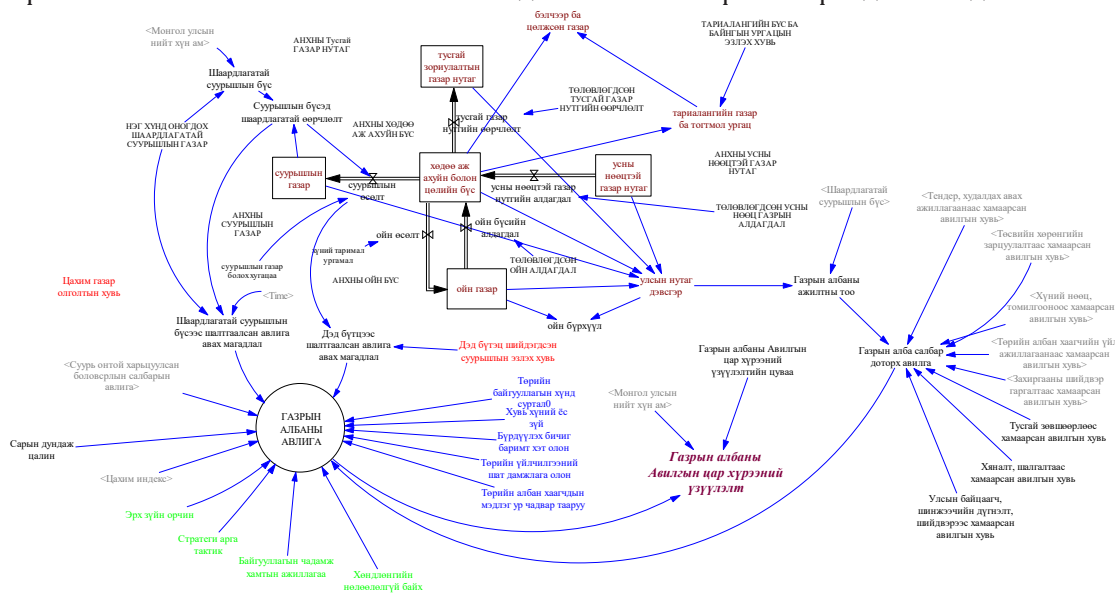 бэлчээр ба
цөлжсөн газар
<Монгол улсын
нийт хүн ам>
АНХНЫ Тусгай
ГАЗАР НУТАГ
тусгай
зориулалтын
газар нутаг
ТАРИАЛАНГИЙН БҮС БА
БАЙНГЫН УРГАЦЫН
ЭЗЛЭХ ХУВЬ
Шаардлагатай
суурьшлын бүс
Суурьшлын бүсэд
шаардлагатай өөрчлөлт
ТӨЛӨВЛӨГДСӨН
ТУСГАЙ ГАЗАР
НУТГИЙН ӨӨРЧЛӨЛТ
тариалангийн газар
ба тогтмол ургац
тусгай газар
нутгийн өөрчлөлт
НЭГ ХҮНД ОНОГДОХ
ШААРДЛАГАТАЙ
СУУРЬШЛЫН ГАЗАР
АНХНЫ ХӨДӨӨ
АЖ АХУЙН БҮС
суурьшлын
газар
суурьшлын
өсөлт
хөдөө аж
ахуйн болон
цөлийн бүс
усны
нөөцтэй
газар нутаг
усны нөөцтэй газар
нутгийн алдагдал
АНХНЫ УСНЫ
НӨӨЦТЭЙ ГАЗАР
НУТАГ
<Шаардлагатай
суурьшлын бүс>
<Тендер, худалдах авах
ажиллагаанаас хамаарсан
авилгын хувь>
АНХНЫ
СУУРЬШЛЫН
ГАЗАР
ТӨЛӨВЛӨГДСӨН УСНЫ
НӨӨЦ ГАЗРЫН
АЛДАГДАЛ
ойн өсөлт
ойн бүсийн
алдагдал
хүний таримал
ургамал
<Төсвийн хөрөнгийн
зарцуулалтаас хамаарсан
авилгын хувь>
суурьшлын газар
болох хугацаа
АНХНЫ ОЙН БҮС
ТӨЛӨВЛӨГДСӨН
ОЙН АЛДАГДАЛ
Цахим газар
олголтын хувь
<Time>
ойн газар
улсын нутаг
дэвсгэр
Газрын албаны
ажилтны тоо
<Хүний нөөц,
томилгооноос хамаарсан
авилгын хувь>
Шаардлагатай суурьшлын
бүсээс шалтгаалсан авлига
авах магадлал
Дэд бүтцээс
шалтгаалсан авлига
авах магадлал
ойн бүрхүүл
Дэд бүтэц шийдэгдсэн
суурьшлын эзлэх хувь
Газрын албаны Авилгын
цар хүрээний
үзүүлэлтийн цуваа
Газрын алба салбар
доторх авилга
<Төрийн албан хаагчийн үйл
ажиллагаанаас хамаарсан
авилгын хувь>
<Захиргааны шийдвэр
гаргалтаас хамаарсан
авилгын хувь>
<Суурь онтой харьцуулсан
боловсрлын салбарын
авлига>
Төрийн
байгууллагын хүнд
суртал0
Хувь хүний ёс
зүй
Бүрдүүлэх бичиг
баримт хэт олон
Төрийн үйлчилгээний
шат дамжлага олон
Төрийн албан хаагчдын
мэдлэг ур чадвар тааруу
<Монгол улсын
нийт хүн ам>
Тусгай зөвшөөрлөөс
хамаарсан авилгын хувь
ГАЗРЫН
АЛБАНЫ
АВЛИГА
Сарын дундаж
цалин
Газрын албаны
Авилгын цар хүрээний
үзүүлэлт
Хяналт, шалгалтаас
хамаарсан авилгын хувь
<Цахим индекс>
Улсын байцаагч,
шинжээчийн дүгнэлт,
шийдвэрээс хамаарсан
авилгын хувь
Эрх зүйн орчин
Стратеги арга
тактик
Байгууллагын чадамж
хамтын ажиллагаа
Хөндлөнгийн
нөлөөлөлгүй байх